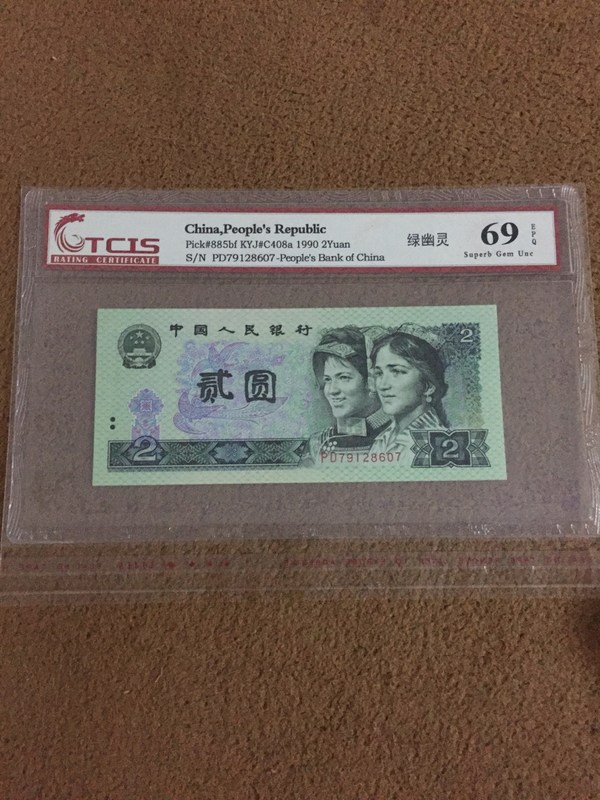 TCIS
RATING CERTIFICATE
China,People's Republic
Pick#885bf KYJ#C408a 1990 2Yuan
S/N PD79128607-People's Bank of China
绿幽灵
69 EPQ
Superb Gem Unc
中国人民银行
2
贰圆
2
PD79128607
2